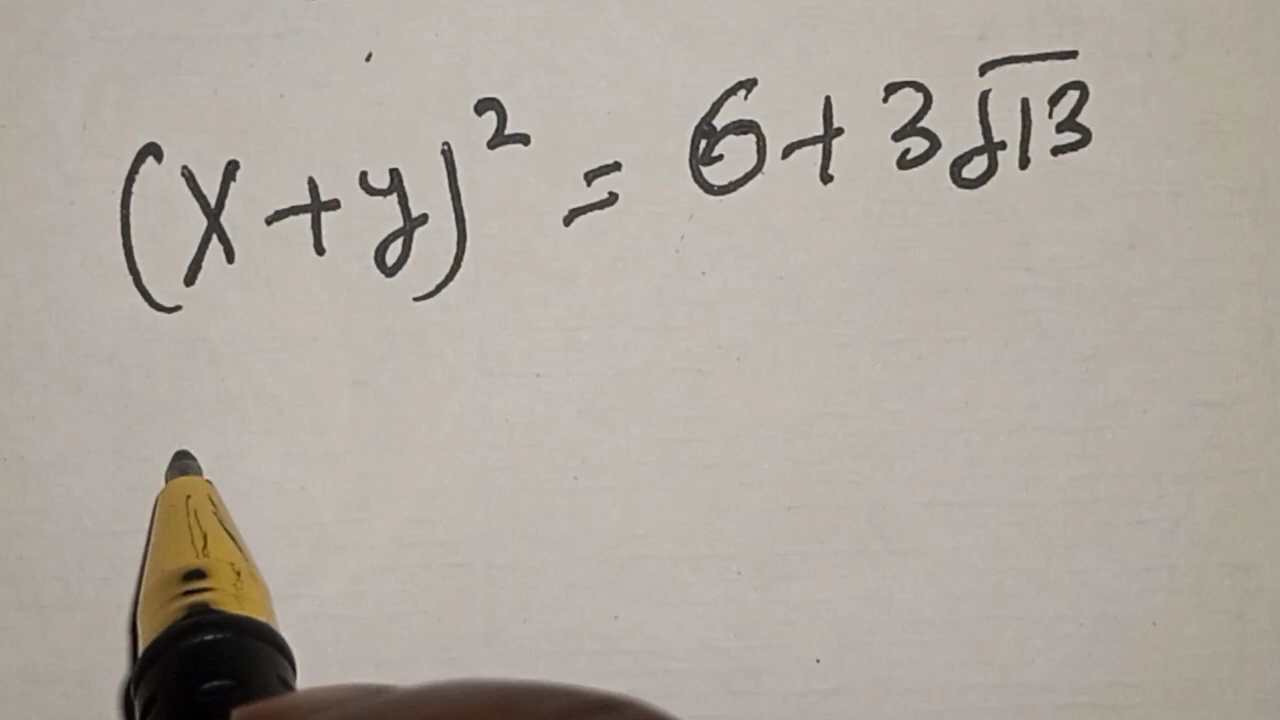 (x+y)² = 6+3√13